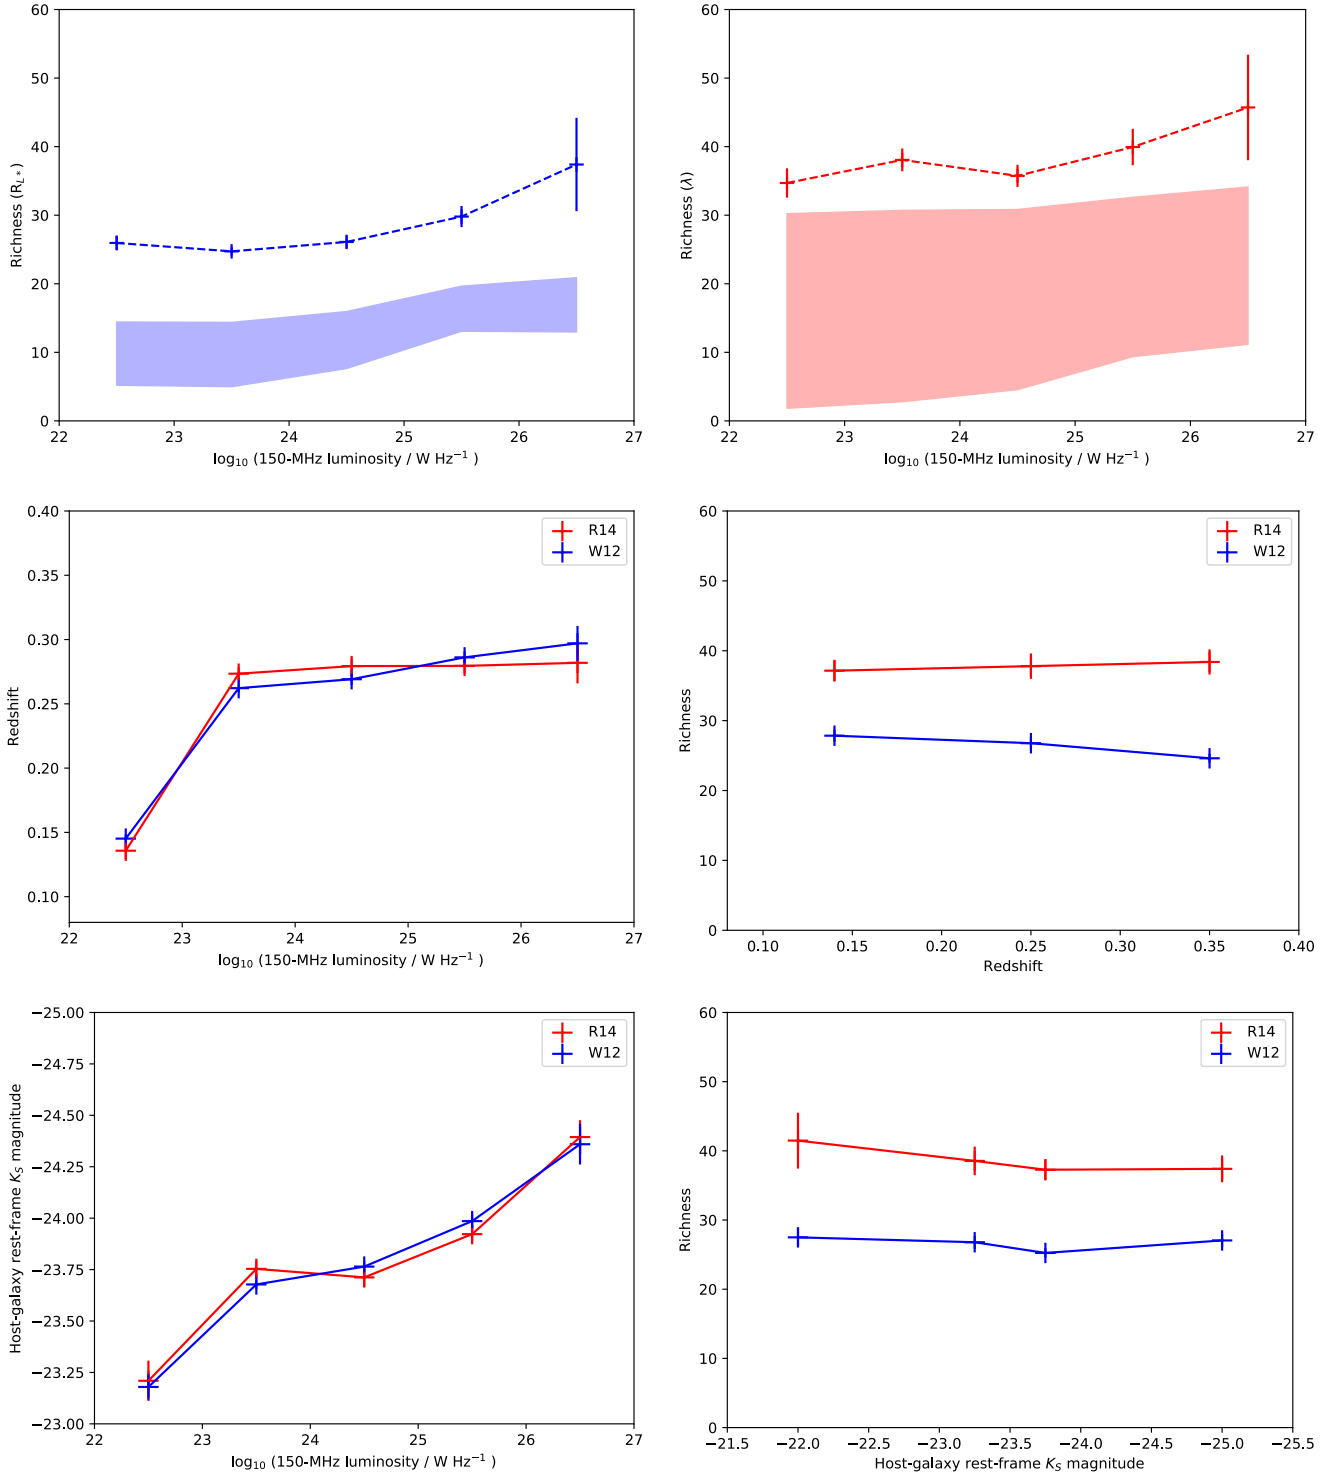 60
50
40
30
20
10
0
Richness (R_{L*})
22 23 24 25 26 27
log₁₀ (150-MHz luminosity / W Hz⁻¹ )
60
50
40
30
20
10
0
Richness (λ)
22 23 24 25 26 27
log₁₀ (150-MHz luminosity / W Hz⁻¹ )
0.40
0.35
0.30
0.25
0.20
0.15
0.10
Redshift
R14
W12
22 23 24 25 26 27
log₁₀ (150-MHz luminosity / W Hz⁻¹ )
60
50
40
30
20
10
0
Richness
R14
W12
0.10 0.15 0.20 0.25 0.30 0.35 0.40
Redshift
−25.00
−24.75
−24.50
−24.25
−24.00
−23.75
−23.50
−23.25
−23.00
Host-galaxy rest-frame K_S magnitude
R14
W12
22 23 24 25 26 27
log₁₀ (150-MHz luminosity / W Hz⁻¹ )
60
50
40
30
20
10
0
Richness
R14
W12
−21.5 −22.0 −22.5 −23.0 −23.5 −24.0 −24.5 −25.0 −25.5
Host-galaxy rest-frame K_S magnitude